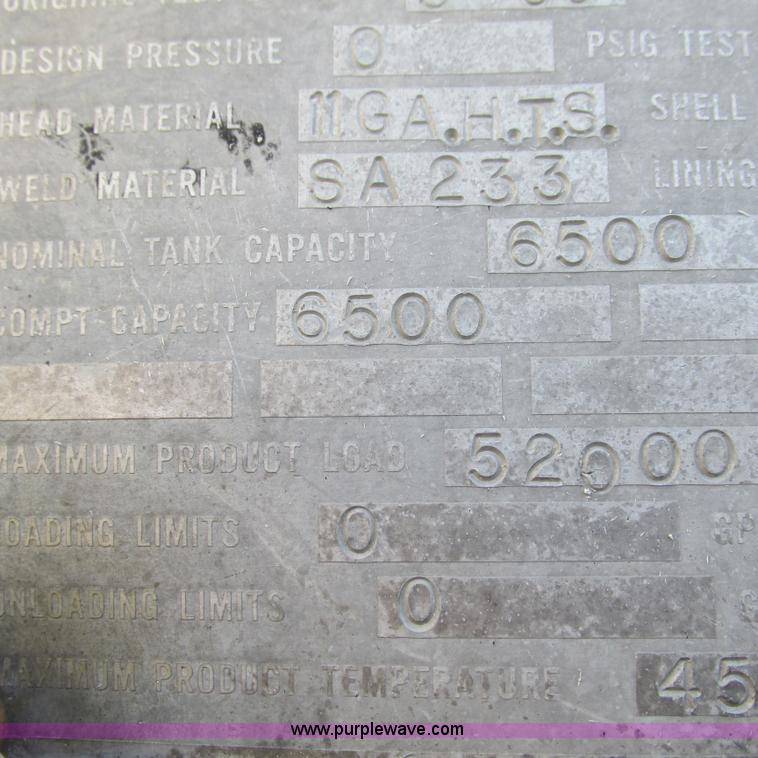 DESIGN PRESSURE 0 PSIG TEST
HEAD MATERIAL 11GA.H.T.S. SHELL
WELD MATERIAL SA 233 LINING
NOMINAL TANK CAPACITY 6500
COMPT CAPACITY 6500
MAXIMUM PRODUCT LOAD 52000
LOADING LIMITS 0 GP
UNLOADING LIMITS 0 G
MAXIMUM PRODUCT TEMPERATURE 45
www.purplewave.com